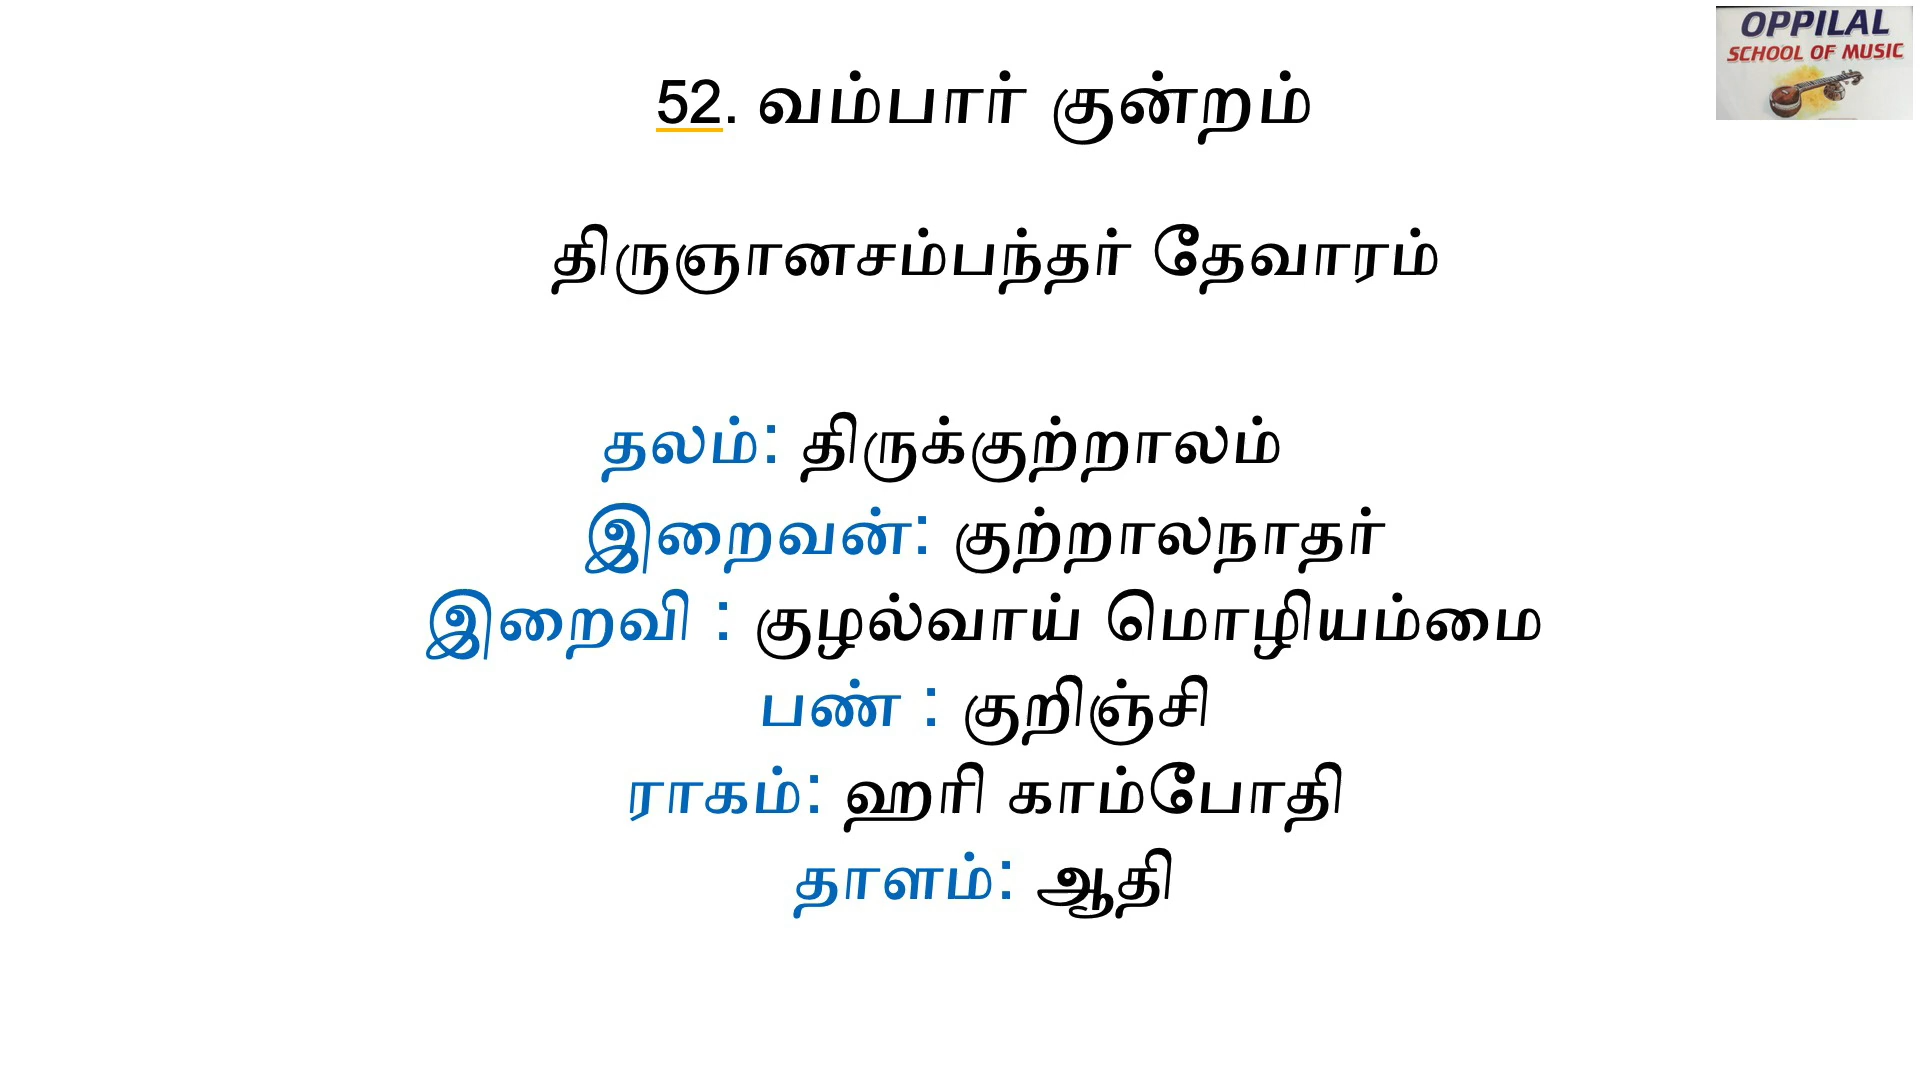 OPPILAL
SCHOOL OF MUSIC
52. வம்பார் குன்றம்
திருஞானசம்பந்தர் தேவாரம்
தலம்: திருக்குற்றாலம்
இறைவன்: குற்றாலநாதர்
இறைவி : குழல்வாய் மொழியம்மை
பண் : குறிஞ்சி
ராகம்: ஹரி காம்போதி
தாளம்: ஆதி